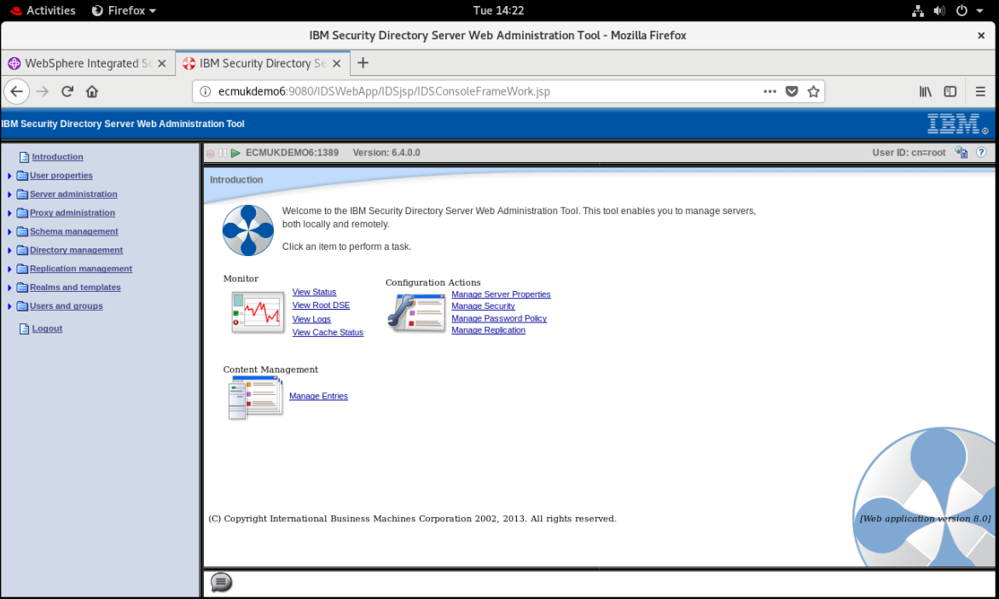 Activities Firefox Tue 14:22
IBM Security Directory Server Web Administration Tool - Mozilla Firefox
WebSphere Integrated IBM Security Directory
ecmukdemo6:9080/IDSWebApp/IDSjsp/IDSConsoleFrameWork.jsp
IBM Security Directory Server Web Administration Tool IBM
Introduction
User properties
Server administration
Proxy administration
Schema management
Directory management
Replication management
Realms and templates
Users and groups
Logout
ECMUKDEMO6:1389 Version: 6.4.0.0 User ID: cn=root ?
Introduction
Welcome to the IBM Security Directory Server Web Administration Tool. This tool enables you to manage servers,
both locally and remotely.
Click an item to perform a task.
Monitor
View Status
View Root DSE
View Logs
View Cache Status
Configuration Actions
Manage Server Properties
Manage Security
Manage Password Policy
Manage Replication
Content Management
Manage Entries
(C) Copyright International Business Machines Corporation 2002, 2013. All rights reserved. [Web application version 8.0]